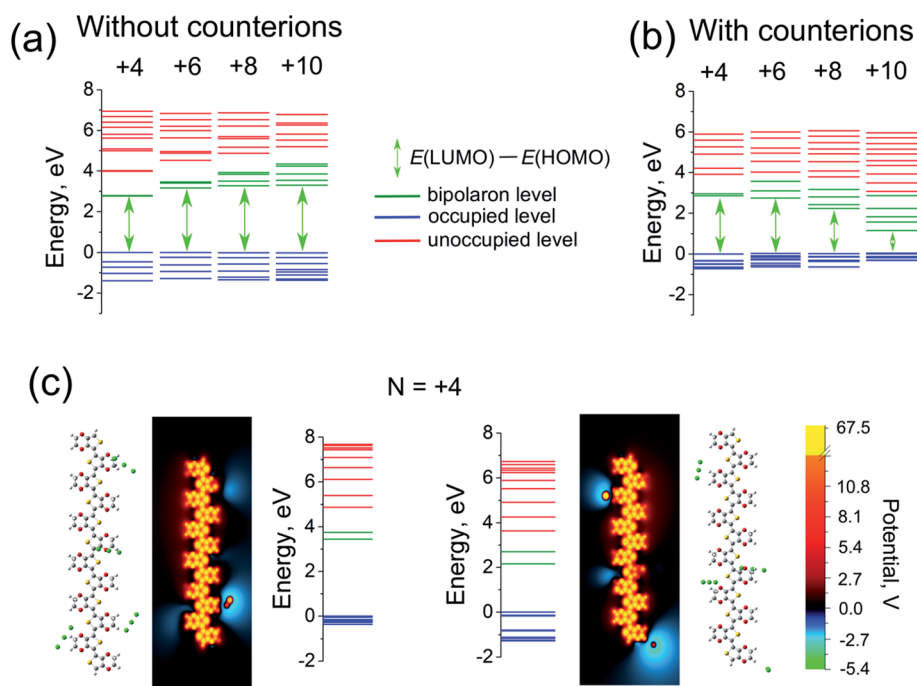 (a) Without counterions
+4 +6 +8 +10
Energy, eV
8
6
4
2
0
-2
E(LUMO) — E(HOMO)
bipolaron level
occupied level
unoccupied level
(b) With counterions
+4 +6 +8 +10
Energy, eV
8
6
4
2
0
-2
(c) N = +4
Energy, eV
8
6
4
2
0
-2
Energy, eV
8
6
4
2
0
-2
67.5
10.8
8.1
5.4
2.7
0.0
-2.7
-5.4
Potential, V